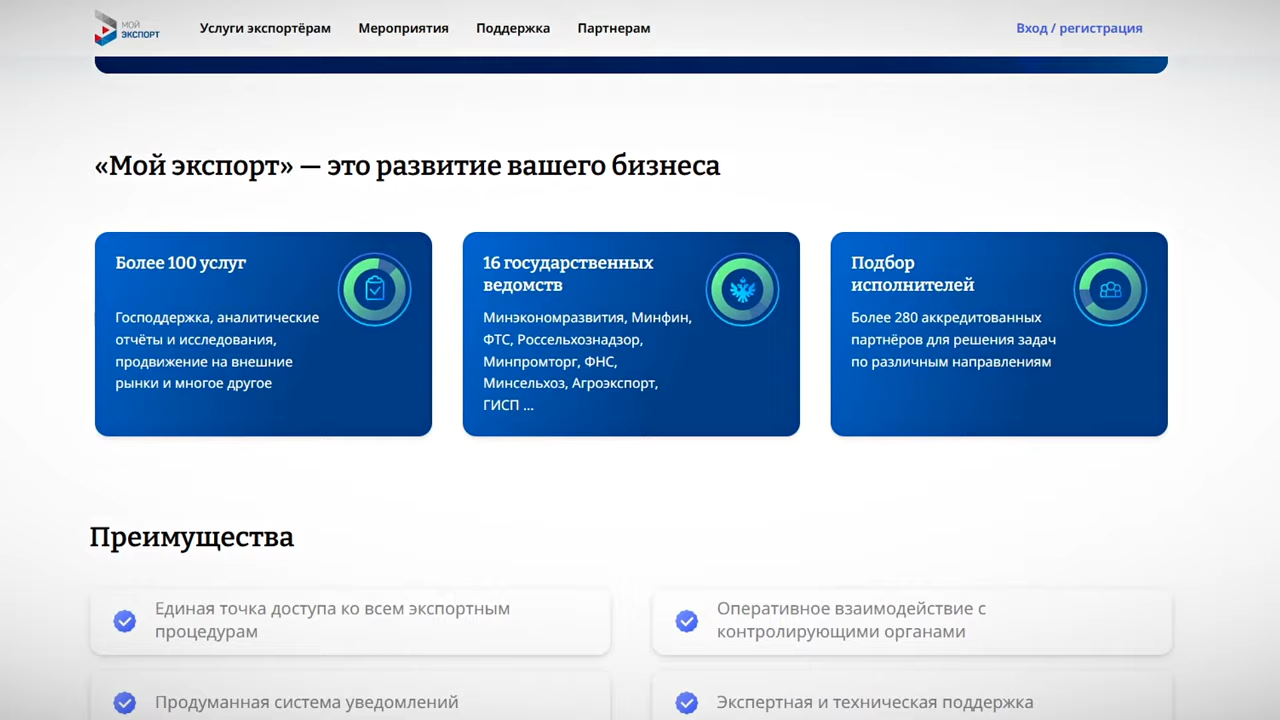 МОЙ
ЭКСПОРТ
Услуги экспортёрам
Мероприятия
Поддержка
Партнерам
Вход / регистрация
«Мой экспорт» — это развитие вашего бизнеса
Более 100 услуг
Господдержка, аналитические
отчёты и исследования,
продвижение на внешние
рынки и многое другое
16 государственных
ведомств
Минэкономразвития, Минфин,
ФТС, Россельхознадзор,
Минпромторг, ФНС,
Минсельхоз, Агроэкспорт,
ГИСП ...
Подбор
исполнителей
Более 280 аккредитованных
партнёров для решения задач
по различным направлениям
Преимущества
Единая точка доступа ко всем экспортным
процедурам
Оперативное взаимодействие с
контролирующими органами
Продуманная система уведомлений
Экспертная и техническая поддержка